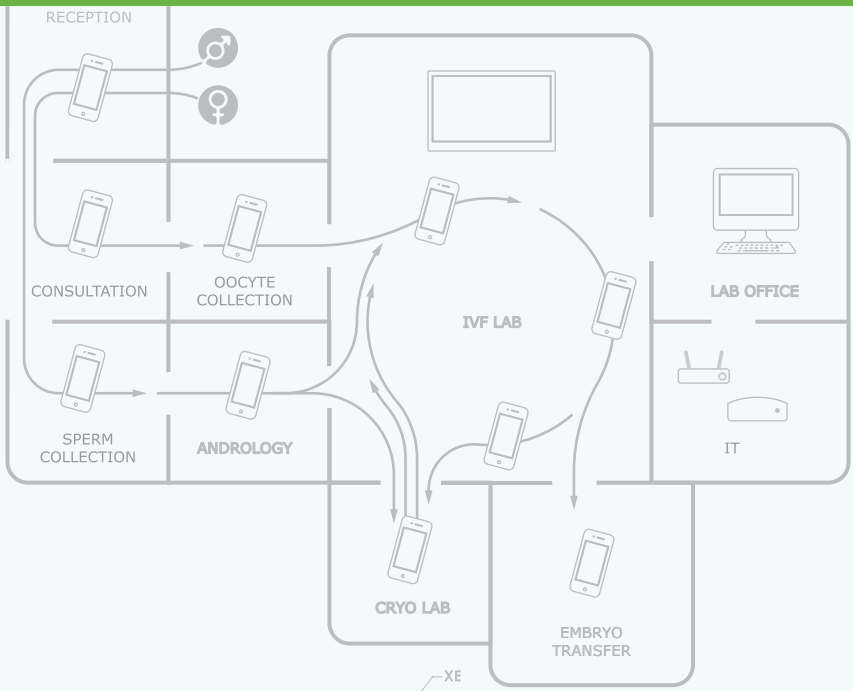 RECEPTION
CONSULTATION
OOCYTE
COLLECTION
LAB OFFICE
IVF LAB
SPERM
COLLECTION
ANDROLOGY
IT
CRYO LAB
EMBRYO
TRANSFER
XE